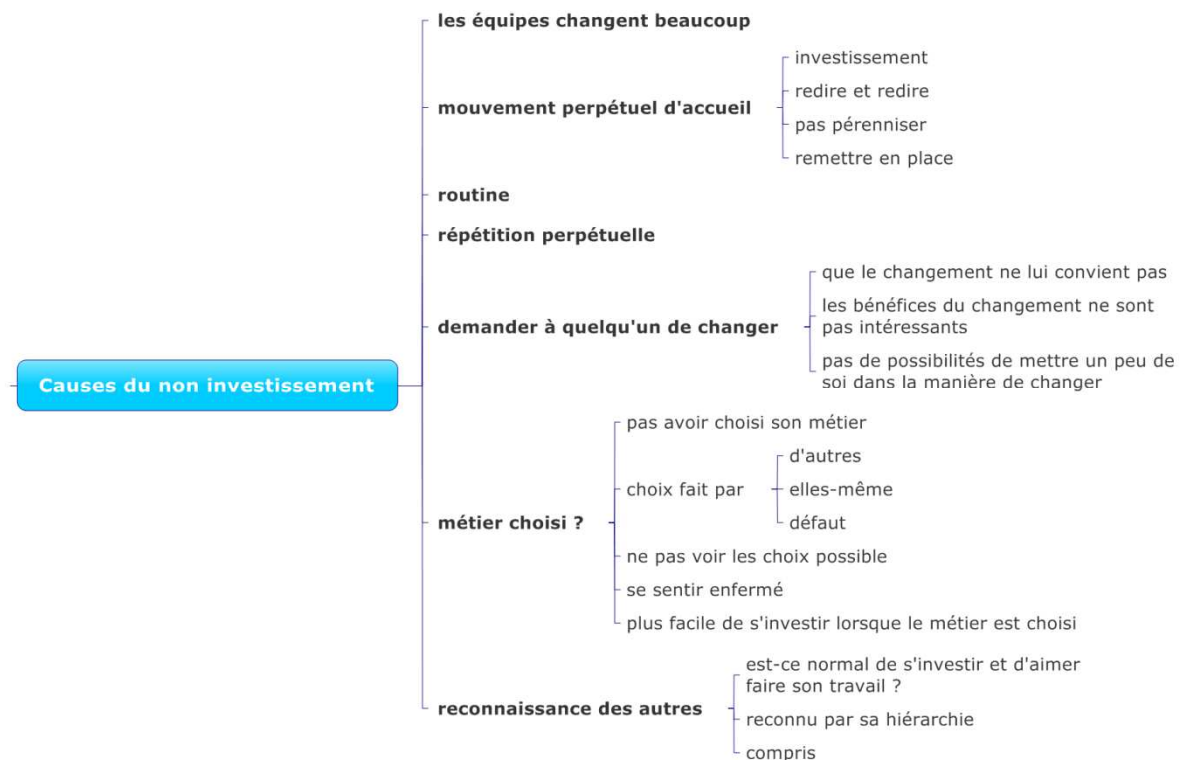 Causes du non investissement
les équipes changent beaucoup
mouvement perpétuel d'accueil
investissement
redire et redire
pas pérenniser
remettre en place
routine
répétition perpétuelle
demander à quelqu'un de changer
que le changement ne lui convient pas
les bénéfices du changement ne sont
pas intéressants
pas de possibilités de mettre un peu de
soi dans la manière de changer
métier choisi ?
pas avoir choisi son métier
choix fait par
d'autres
elles-même
défaut
ne pas voir les choix possible
se sentir enfermé
plus facile de s'investir lorsque le métier est choisi
reconnaissance des autres
est-ce normal de s'investir et d'aimer
faire son travail ?
reconnu par sa hiérarchie
compris